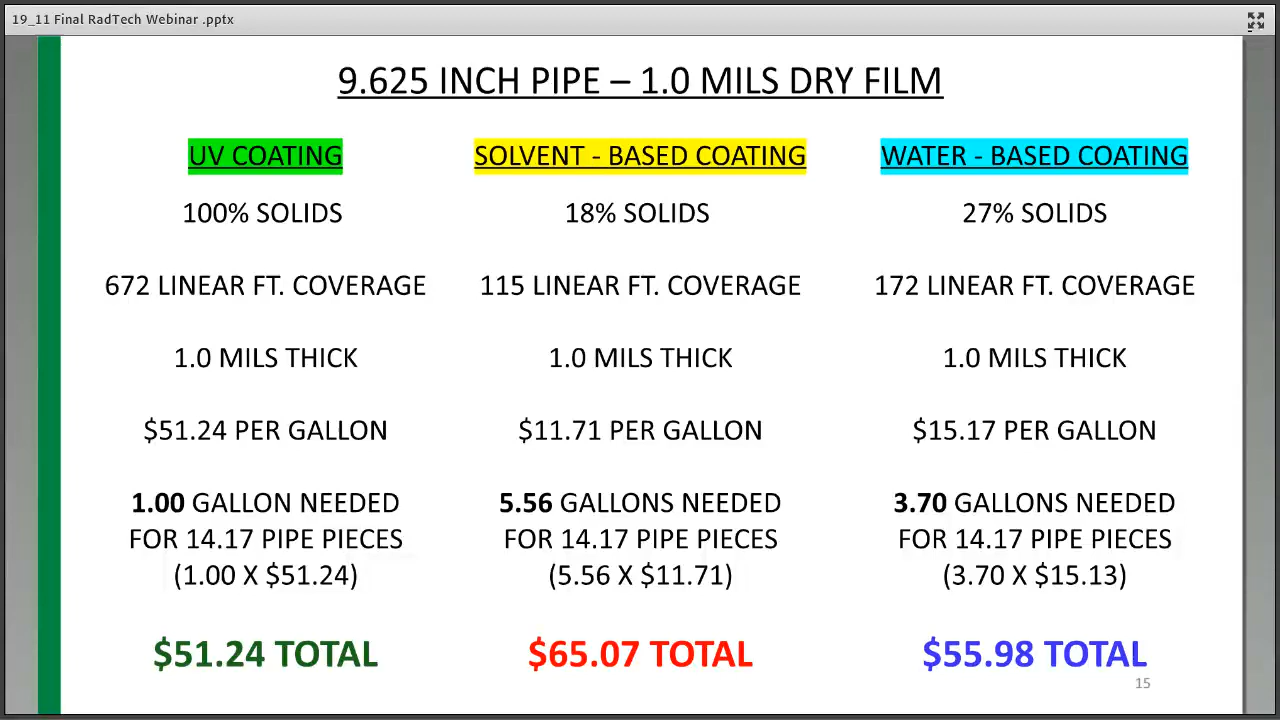 19_11 Final RadTech Webinar .pptx
9.625 INCH PIPE – 1.0 MILS DRY FILM
UV COATING
100% SOLIDS
672 LINEAR FT. COVERAGE
1.0 MILS THICK
$51.24 PER GALLON
1.00 GALLON NEEDED
FOR 14.17 PIPE PIECES
(1.00 X $51.24)
$51.24 TOTAL
SOLVENT - BASED COATING
18% SOLIDS
115 LINEAR FT. COVERAGE
1.0 MILS THICK
$11.71 PER GALLON
5.56 GALLONS NEEDED
FOR 14.17 PIPE PIECES
(5.56 X $11.71)
$65.07 TOTAL
WATER - BASED COATING
27% SOLIDS
172 LINEAR FT. COVERAGE
1.0 MILS THICK
$15.17 PER GALLON
3.70 GALLONS NEEDED
FOR 14.17 PIPE PIECES
(3.70 X $15.13)
$55.98 TOTAL
15